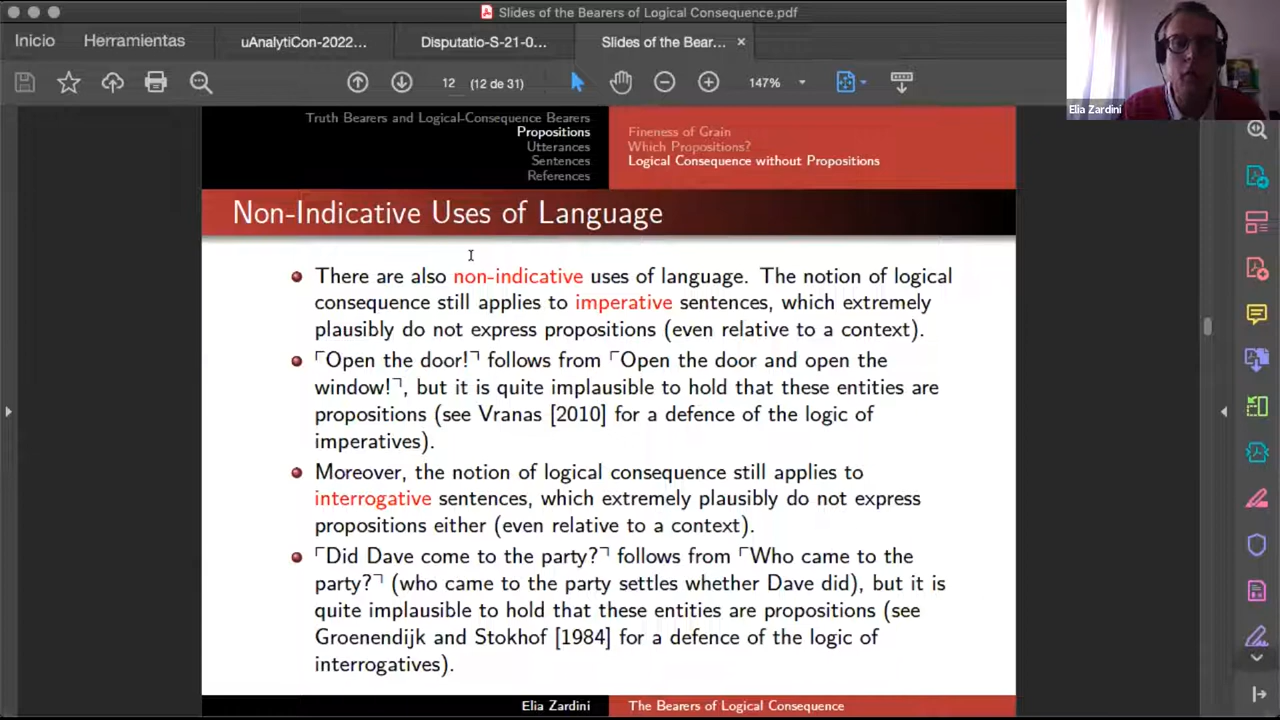 Slides of the Bearers of Logical Consequence.pdf
Inicio Herramientas uAnalytiCon-2022... Disputatio-S-21-0... Slides of the Bear... ×
12 (12 de 31) 147%
Elia Zardini
Truth Bearers and Logical-Consequence Bearers
Propositions
Utterances
Sentences
References
Fineness of Grain
Which Propositions?
Logical Consequence without Propositions
Non-Indicative Uses of Language
There are also non-indicative uses of language. The notion of logical
consequence still applies to imperative sentences, which extremely
plausibly do not express propositions (even relative to a context).
⌜Open the door!⌝ follows from ⌜Open the door and open the
window!⌝, but it is quite implausible to hold that these entities are
propositions (see Vranas [2010] for a defence of the logic of
imperatives).
Moreover, the notion of logical consequence still applies to
interrogative sentences, which extremely plausibly do not express
propositions either (even relative to a context).
⌜Did Dave come to the party?⌝ follows from ⌜Who came to the
party?⌝ (who came to the party settles whether Dave did), but it is
quite implausible to hold that these entities are propositions (see
Groenendijk and Stokhof [1984] for a defence of the logic of
interrogatives).
Elia Zardini The Bearers of Logical Consequence